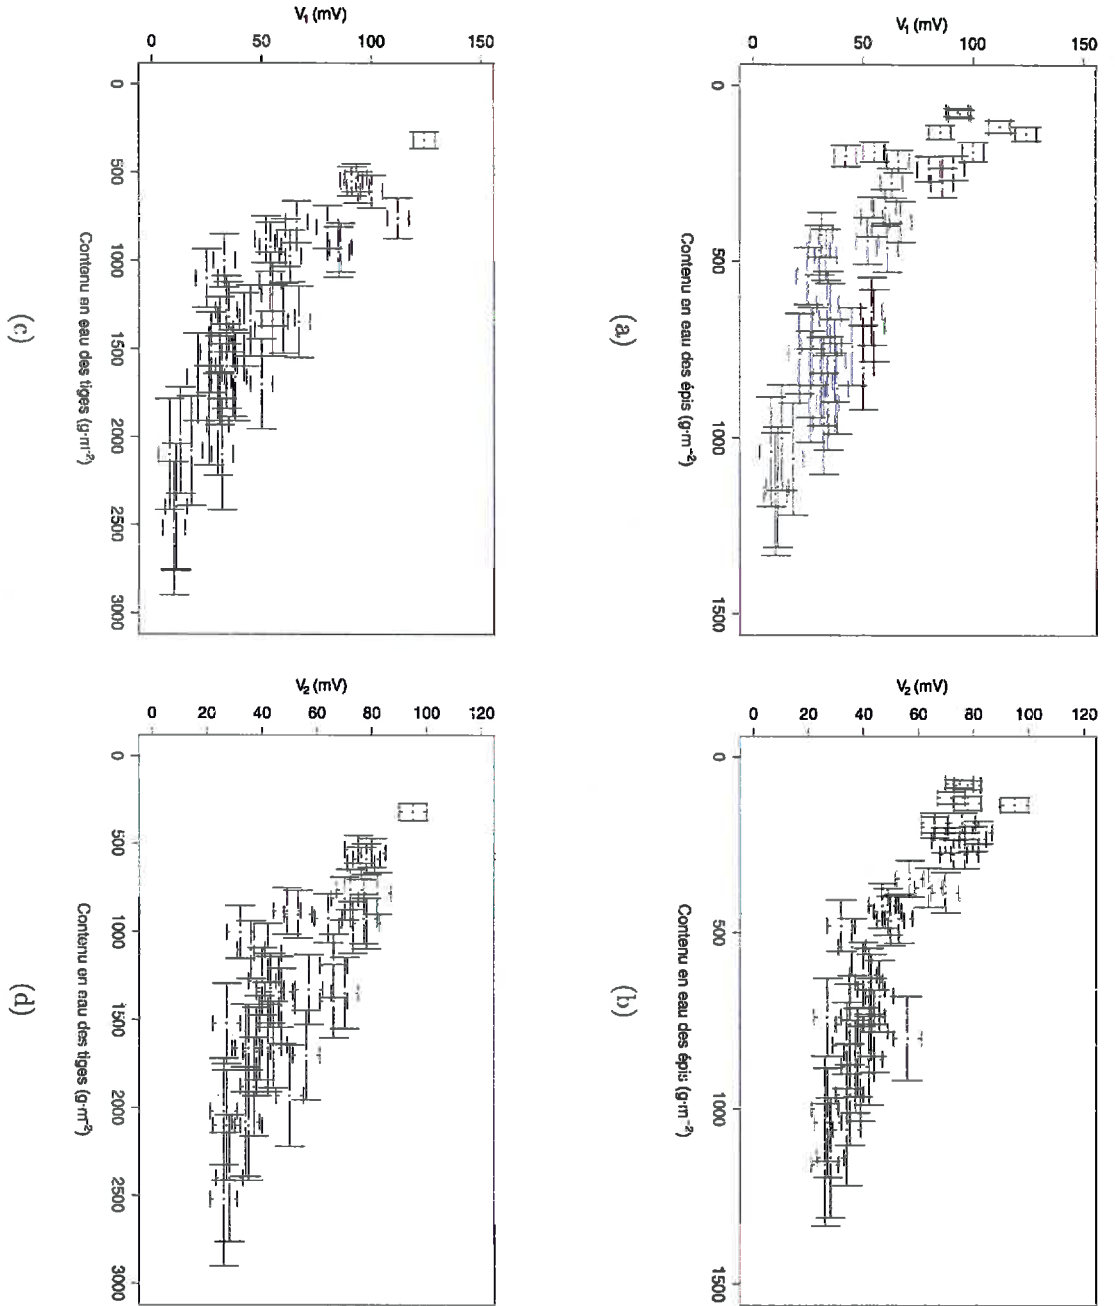 V₁ (mV)
0 50 100 150
0 500 1000 1500
Contenu en eau des épis (g·m⁻²)
(a)
V₂ (mV)
0 20 40 60 80 100 120
0 500 1000 1500
Contenu en eau des épis (g·m⁻²)
(b)
V₁ (mV)
0 50 100 150
0 500 1000 1500 2000 2500 3000
Contenu en eau des tiges (g·m⁻²)
(c)
V₂ (mV)
0 20 40 60 80 100 120
0 500 1000 1500 2000 2500 3000
Contenu en eau des tiges (g·m⁻²)
(d)